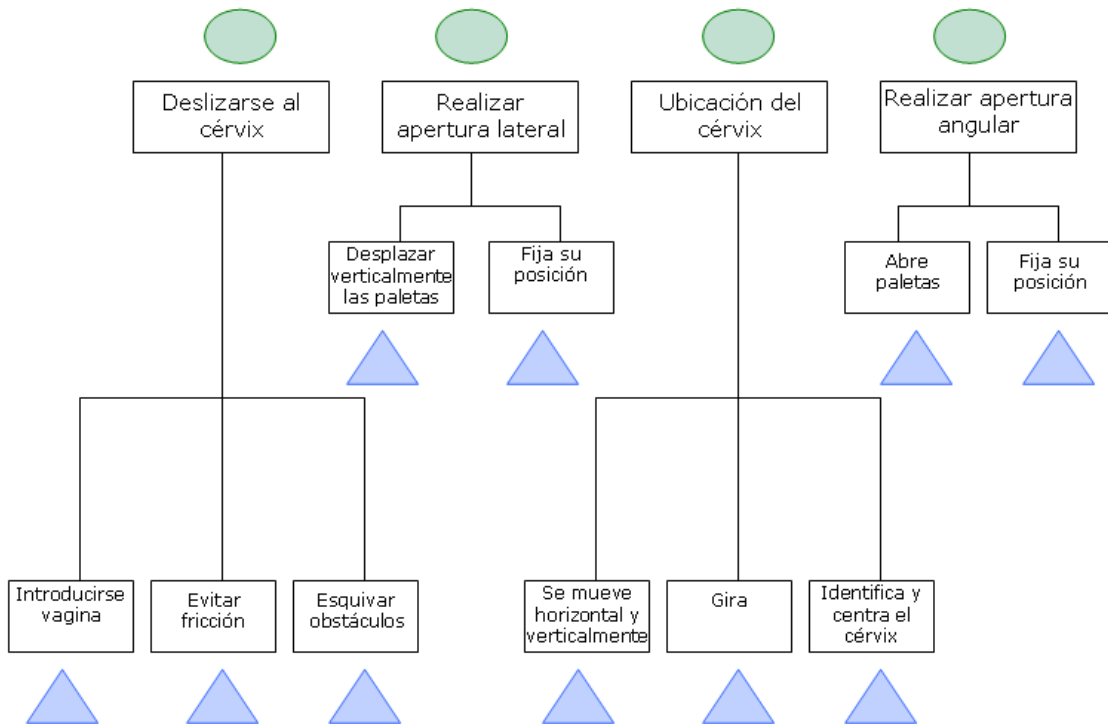 Deslizarse al
cérvix
Realizar
apertura lateral
Ubicación del
cérvix
Realizar apertura
angular
Desplazar
verticalmente
las paletas
Fija su
posición
Abre
paletas
Fija su
posición
Introducirse
vagina
Evitar
fricción
Esquivar
obstáculos
Se mueve
horizontal y
verticalmente
Gira
Identifica y
centra el
cérvix